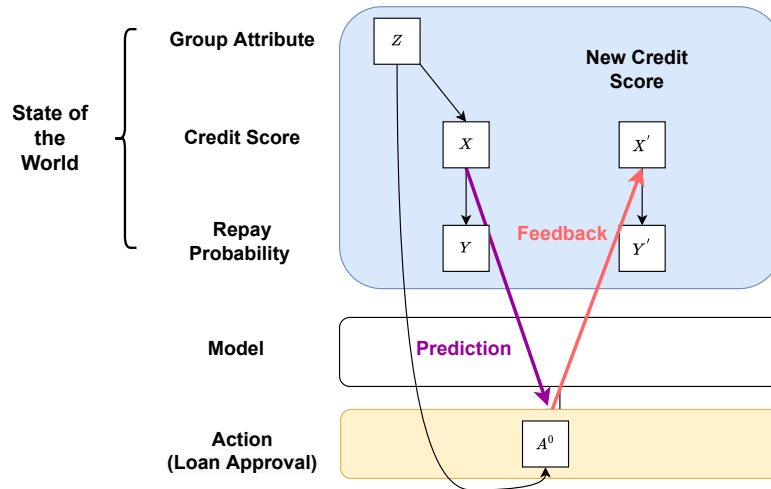 Group Attribute
Z
New Credit
Score
State of
the
World
Credit Score
X
X′
Repay
Probability
Y
Feedback
Y′
Model
Prediction
Action
(Loan Approval)
A⁰